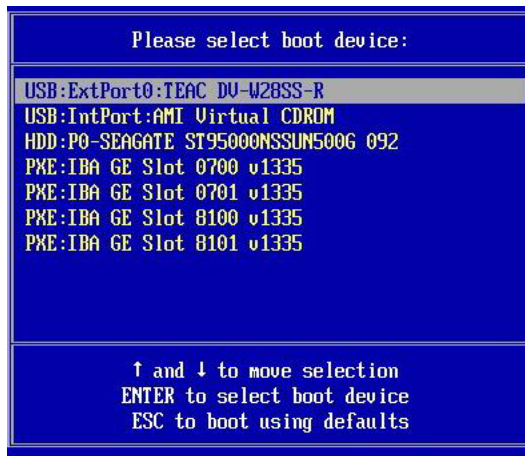 Please select boot device:
USB:ExtPort0:TEAC DV-W28SS-R
USB:IntPort:AMI Virtual CDROM
HDD:P0-SEAGATE ST95000NSSUN500G 092
PXE:IBA GE Slot 0700 v1335
PXE:IBA GE Slot 0701 v1335
PXE:IBA GE Slot 8100 v1335
PXE:IBA GE Slot 8101 v1335
↑ and ↓ to move selection
ENTER to select boot device
ESC to boot using defaults